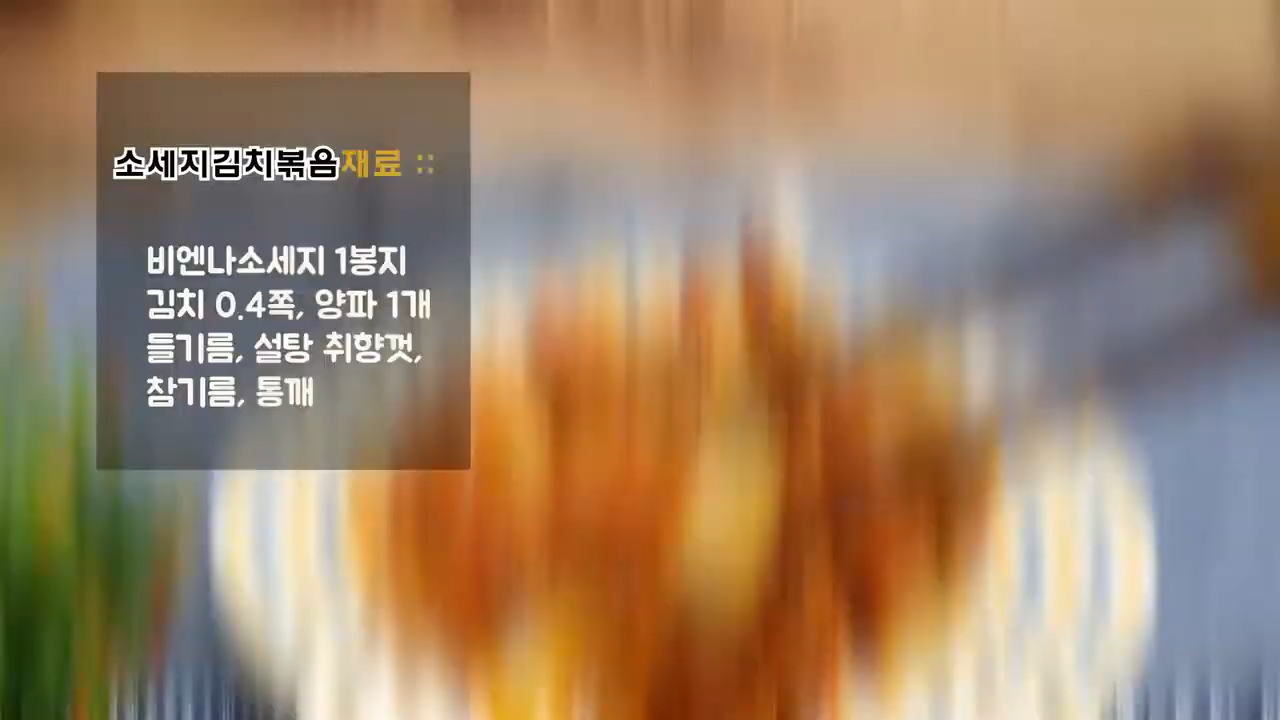 소세지김치볶음재료 ::
비엔나소세지 1봉지
김치 0.4쪽, 양파 1개
들기름, 설탕 취향껏,
참기름, 통깨